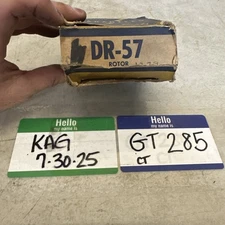 DR-57
ROTOR
Hello
my name is
KAG
7.30.25
Hello
my name is
GT 285
CT